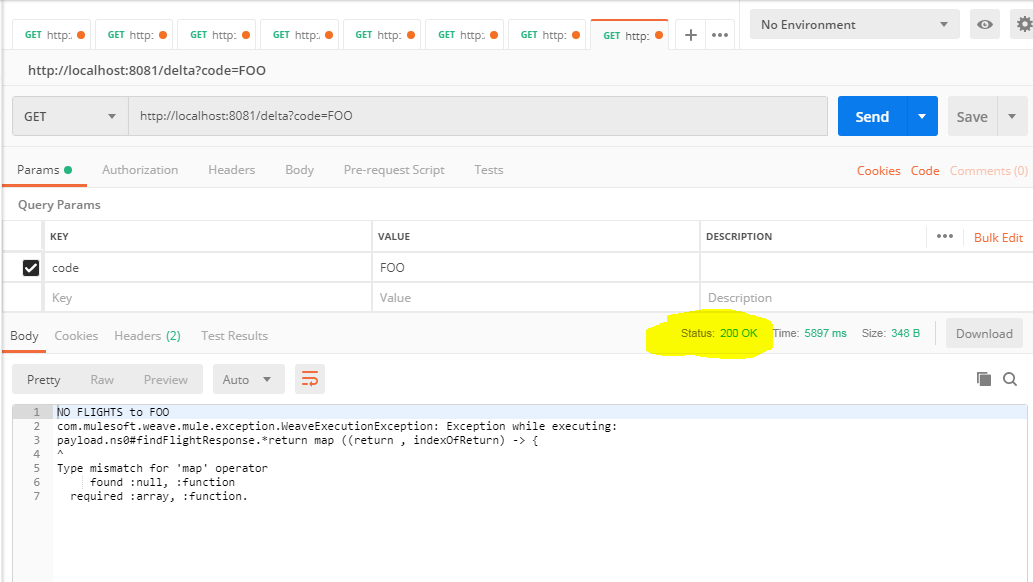 GET http:. GET http: GET http: GET http:. GET http: GET http: GET http: GET http: + ••• No Environment
http://localhost:8081/delta?code=FOO
GET http://localhost:8081/delta?code=FOO Send Save
Params Authorization Headers Body Pre-request Script Tests Cookies Code Comments (0)
Query Params
KEY VALUE DESCRIPTION ••• Bulk Edit
code FOO
Key Value Description
Body Cookies Headers (2) Test Results Status: 200 OK Time: 5897 ms Size: 348 B Download
Pretty Raw Preview Auto
1 NO FLIGHTS to FOO
2 com.mulesoft.weave.mule.exception.WeaveExecutionException: Exception while executing:
3 payload.ns0#findFlightResponse.*return map ((return , indexOfReturn) -> {
4 ^
5 Type mismatch for 'map' operator
6 found :null, :function
7 required :array, :function.